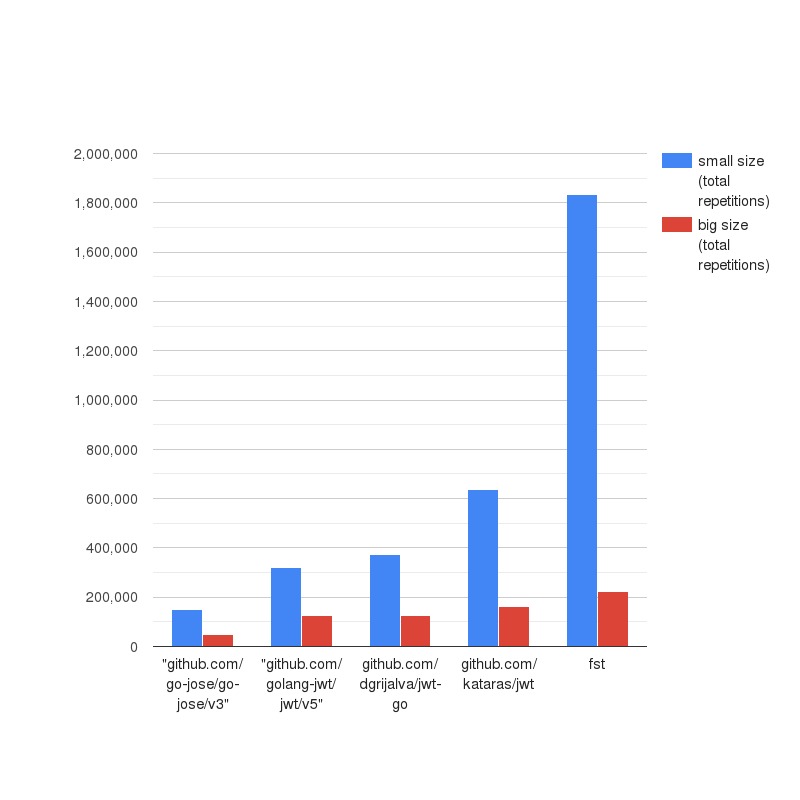 2,000,000
1,800,000
1,600,000
1,400,000
1,200,000
1,000,000
800,000
600,000
400,000
200,000
0
small size
(total
repetitions)
big size
(total
repetitions)
"github.com/
go-jose/go-
jose/v3"
"github.com/
golang-jwt/
jwt/v5"
github.com/
dgrijalva/jwt-
go
github.com/
kataras/jwt
fst